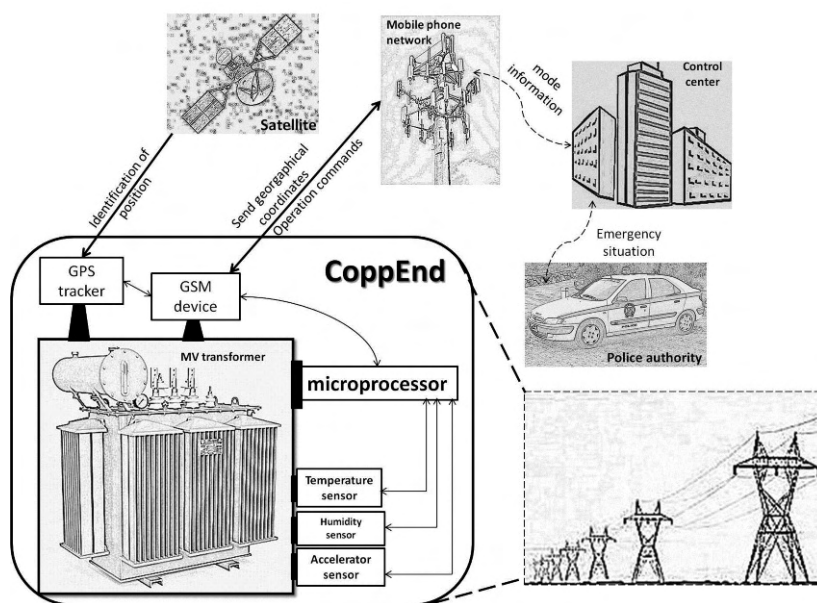 Mobile phone
network
Satellite
mode
information
Control
center
Identification of
position
Send georgaphical
coordinates
Operation commands
Emergency
situation
Police authority
CoppEnd
GPS
tracker
GSM
device
MV transformer
microprocessor
Temperature
sensor
Humidity
sensor
Accelerator
sensor